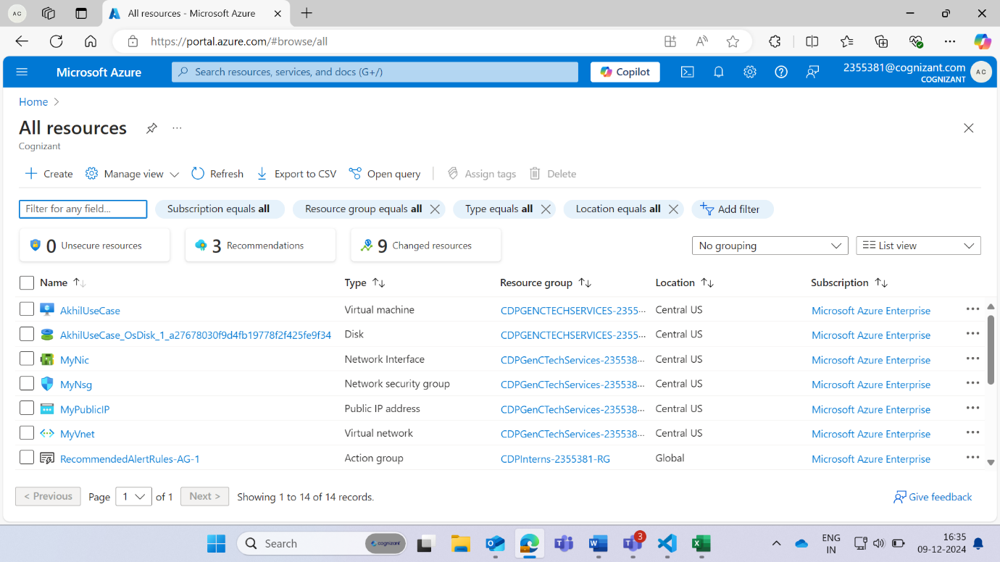 AC
All resources - Microsoft Azure
https://portal.azure.com/#browse/all
Microsoft Azure
Search resources, services, and docs (G+/)
Copilot
2355381@cognizant.com
COGNIZANT
AC
Home
All resources
Cognizant
Create
Manage view
Refresh
Export to CSV
Open query
Assign tags
Delete
Filter for any field...
Subscription equals all
Resource group equals all
Type equals all
Location equals all
Add filter
0 Unsecure resources
3 Recommendations
9 Changed resources
No grouping
List view
Name Type Resource group Location Subscription
AkhilUseCase Virtual machine CDPGENCTECHSERVICES-2355··· Central US Microsoft Azure Enterprise
AkhilUseCase_OsDisk_1_a27678030f9d4fb19778f2f425fe9f34 Disk CDPGENCTECHSERVICES-2355··· Central US Microsoft Azure Enterprise
MyNic Network Interface CDPGenCTechServices-235538··· Central US Microsoft Azure Enterprise
MyNsg Network security group CDPGenCTechServices-235538··· Central US Microsoft Azure Enterprise
MyPublicIP Public IP address CDPGenCTechServices-235538··· Central US Microsoft Azure Enterprise
MyVnet Virtual network CDPGenCTechServices-235538··· Central US Microsoft Azure Enterprise
RecommendedAlertRules-AG-1 Action group CDPInterns-2355381-RG Global Microsoft Azure Enterprise
< Previous Page 1 of 1 Next > Showing 1 to 14 of 14 records.
Give feedback
Search
cognizant
3
ENG
IN
16:35
09-12-2024